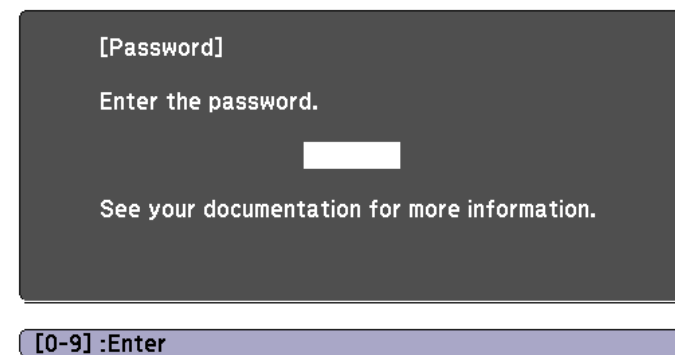 [Password]
Enter the password.
See your documentation for more information.
[0-9] :Enter